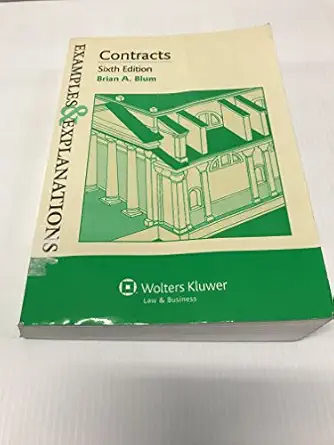 Contracts
Sixth Edition
Brian A. Blum
EXAMPLES & EXPLANATIONS
Wolters Kluwer
Law & Business